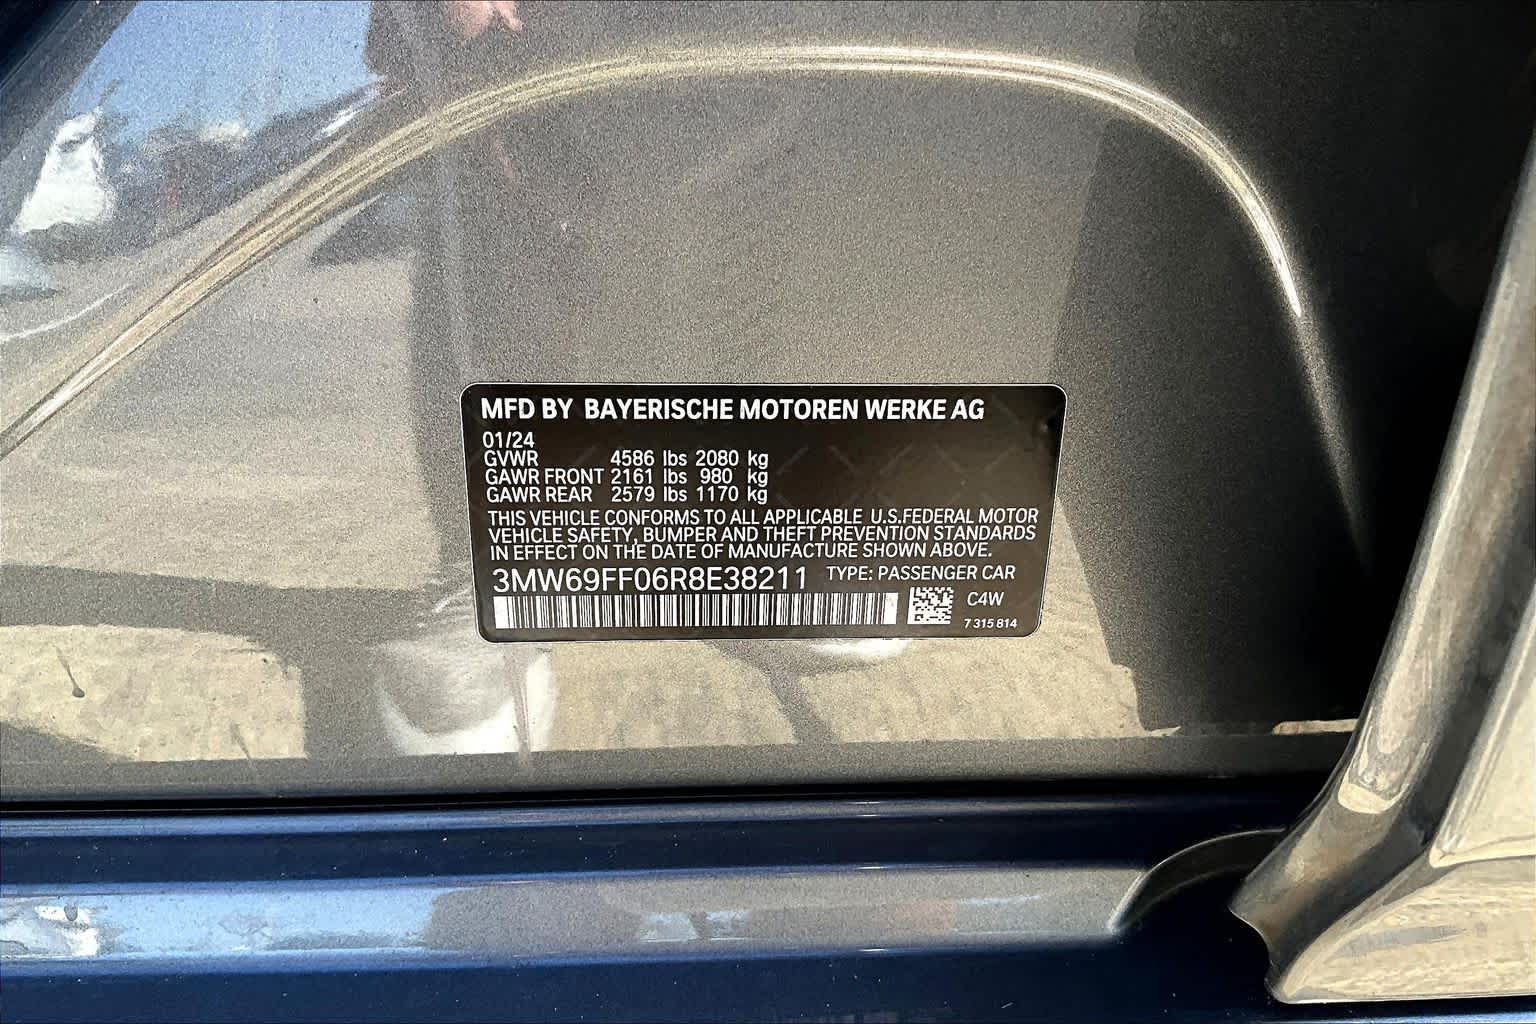 MFD BY BAYERISCHE MOTOREN WERKE AG
01/24
GVWR 4586 lbs 2080 kg
GAWR FRONT 2161 lbs 980 kg
GAWR REAR 2579 lbs 1170 kg
THIS VEHICLE CONFORMS TO ALL APPLICABLE U.S.FEDERAL MOTOR
VEHICLE SAFETY, BUMPER AND THEFT PREVENTION STANDARDS
IN EFFECT ON THE DATE OF MANUFACTURE SHOWN ABOVE.
3MW69FF06R8E38211 TYPE: PASSENGER CAR
C4W
7 315 814